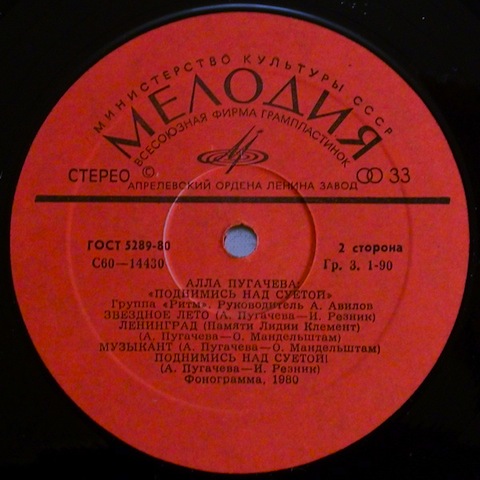 МИНИСТЕРСТВО КУЛЬТУРЫ СССР
МЕЛОДИЯ
ВСЕСОЮЗНАЯ ФИРМА ГРАМПЛАСТИНОК
СТЕРЕО © 33
АПРЕЛЕВСКИЙ ОРДЕНА ЛЕНИНА ЗАВОД
ГОСТ 5289-80 2 сторона
С60—14430 Гр. 3. 1-90
АЛЛА ПУГАЧЕВА
«ПОДНИМИСЬ НАД СУЕТОЙ»
Группа «Ритм». Руководитель А. Авилов
ЗВЕЗДНОЕ ЛЕТО (А. Пугачева—И. Резник)
ЛЕНИНГРАД (Памяти Лидии Клемент)
(А. Пугачева—О. Мандельштам)
МУЗЫКАНТ (А. Пугачева—О. Мандельштам)
ПОДНИМИСЬ НАД СУЕТОЙ!
(А. Пугачева—И. Резник)
Фонограмма, 1980